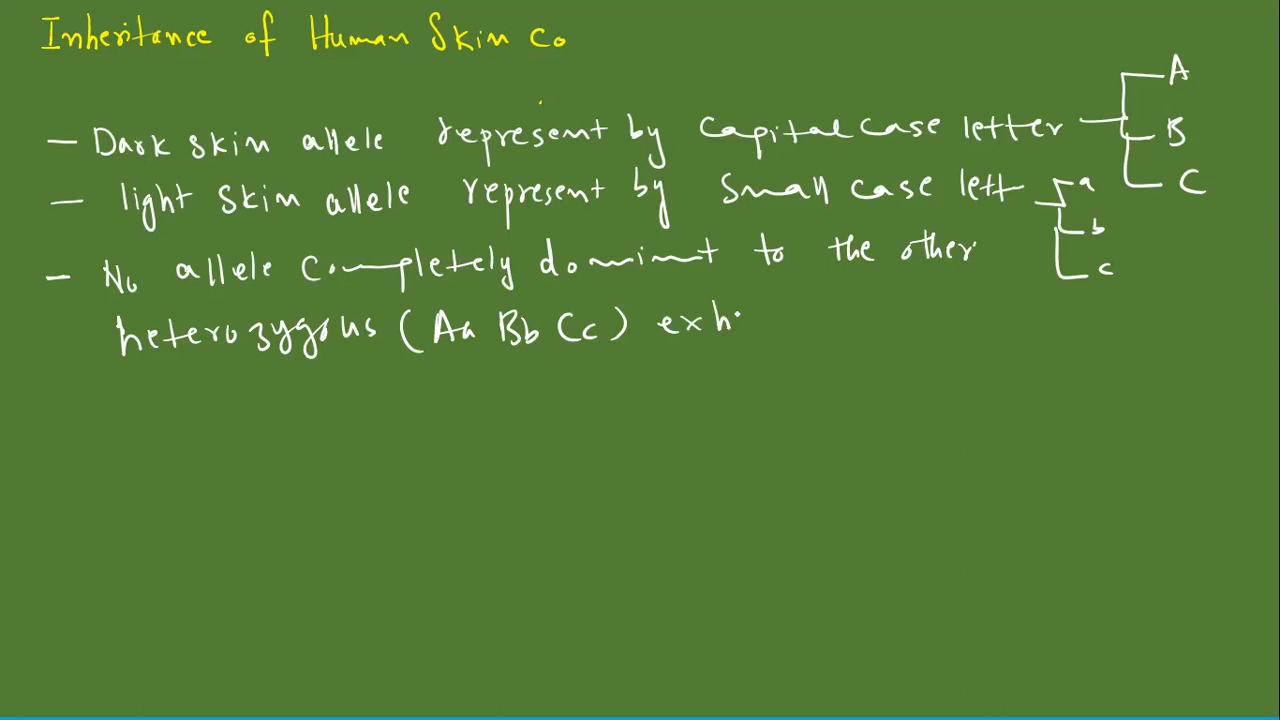 Inheritance of Human Skin Co
- Dark skin allele represent by Capital case letter A
B
C
- light skin allele represent by Small case lett a
b
c
- No allele Completely domint to the other
heterozygous (Aa Bb Cc) exh